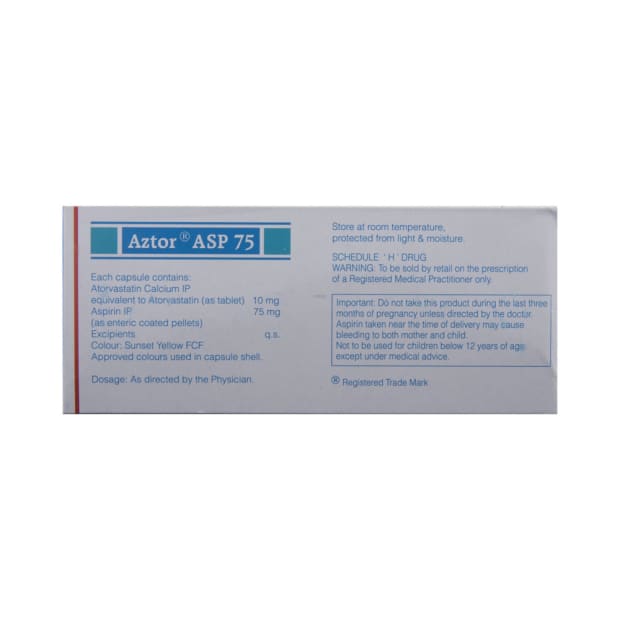 Aztor ® ASP 75
Each capsule contains:
Atorvastatin Calcium IP
equivalent to Atorvastatin (as tablet) 10 mg
Aspirin IP 75 mg
(as enteric coated pellets)
Excipients q.s.
Colour: Sunset Yellow FCF
Approved colours used in capsule shell.
Dosage: As directed by the Physician.
Store at room temperature,
protected from light & moisture.
SCHEDULE ' H ' DRUG
WARNING: To be sold by retail on the prescription
of a Registered Medical Practitioner only.
Important: Do not take this product during the last three
months of pregnancy unless directed by the doctor.
Aspirin taken near the time of delivery may cause
bleeding to both mother and child.
Not to be used for children below 12 years of age
except under medical advice.
® Registered Trade Mark